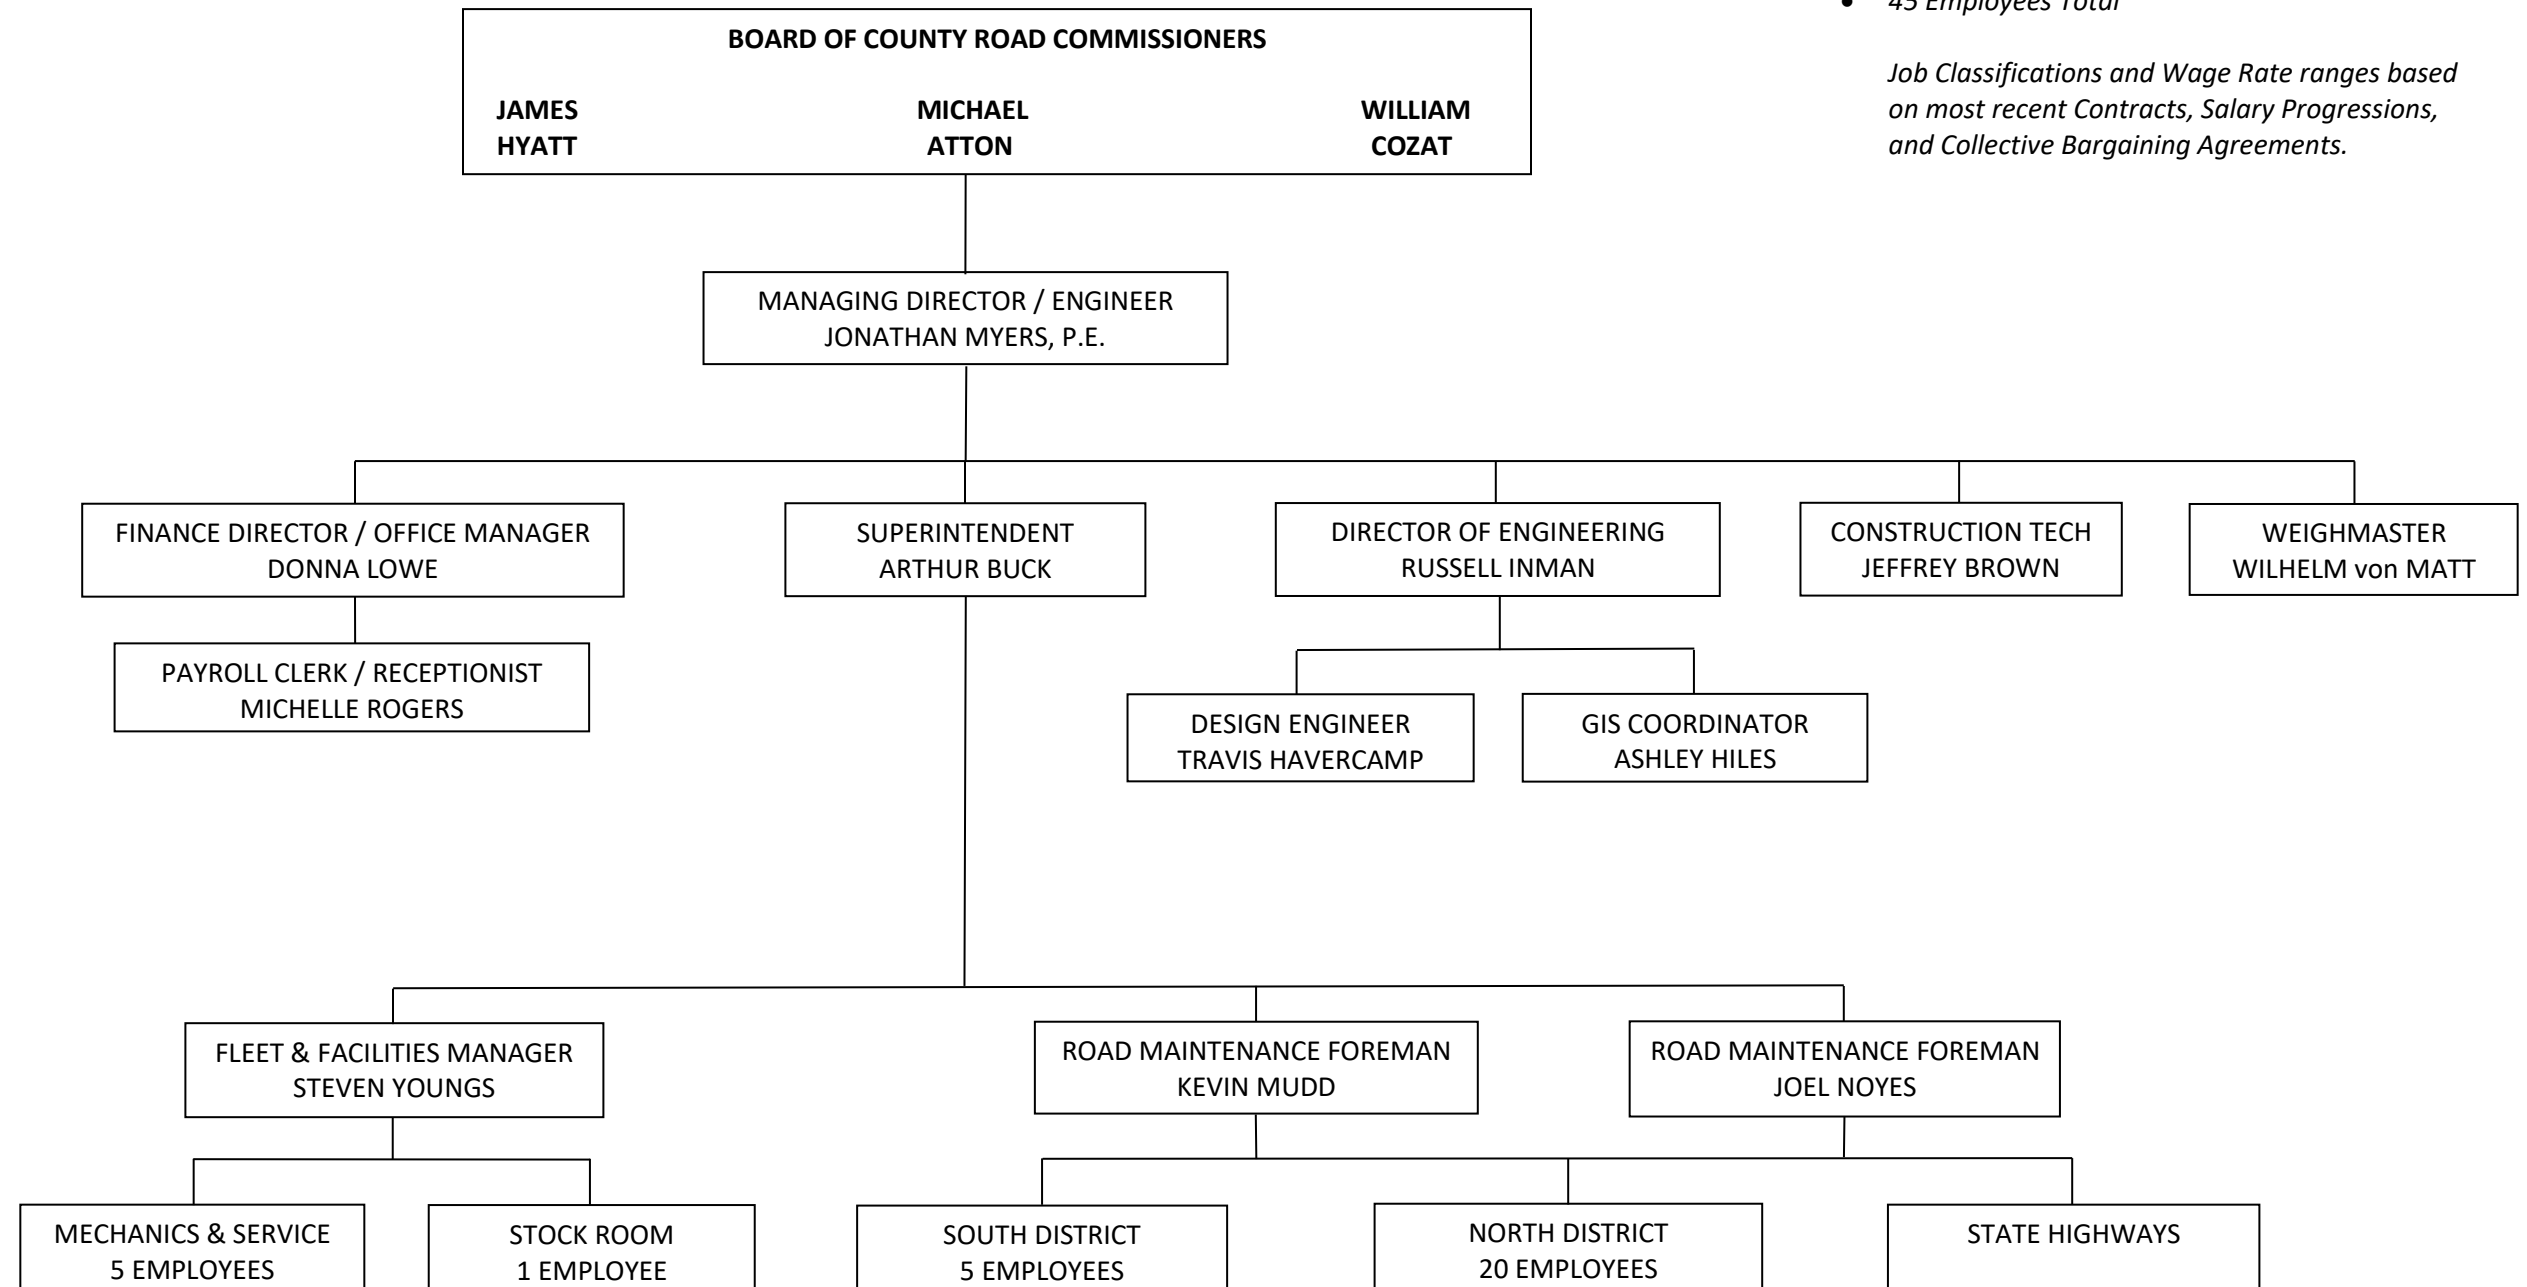 45 Employees Total
BOARD OF COUNTY ROAD COMMISSIONERS
JAMES
HYATT
MICHAEL
ATTON
WILLIAM
COZAT
Job Classifications and Wage Rate ranges based
on most recent Contracts, Salary Progressions,
and Collective Bargaining Agreements.
MANAGING DIRECTOR / ENGINEER
JONATHAN MYERS, P.E.
FINANCE DIRECTOR / OFFICE MANAGER
DONNA LOWE
SUPERINTENDENT
ARTHUR BUCK
DIRECTOR OF ENGINEERING
RUSSELL INMAN
CONSTRUCTION TECH
JEFFREY BROWN
WEIGHMASTER
WILHELM von MATT
PAYROLL CLERK / RECEPTIONIST
MICHELLE ROGERS
DESIGN ENGINEER
TRAVIS HAVERCAMP
GIS COORDINATOR
ASHLEY HILES
FLEET & FACILITIES MANAGER
STEVEN YOUNGS
ROAD MAINTENANCE FOREMAN
KEVIN MUDD
ROAD MAINTENANCE FOREMAN
JOEL NOYES
MECHANICS & SERVICE
5 EMPLOYEES
STOCK ROOM
1 EMPLOYEE
SOUTH DISTRICT
5 EMPLOYEES
NORTH DISTRICT
20 EMPLOYEES
STATE HIGHWAYS